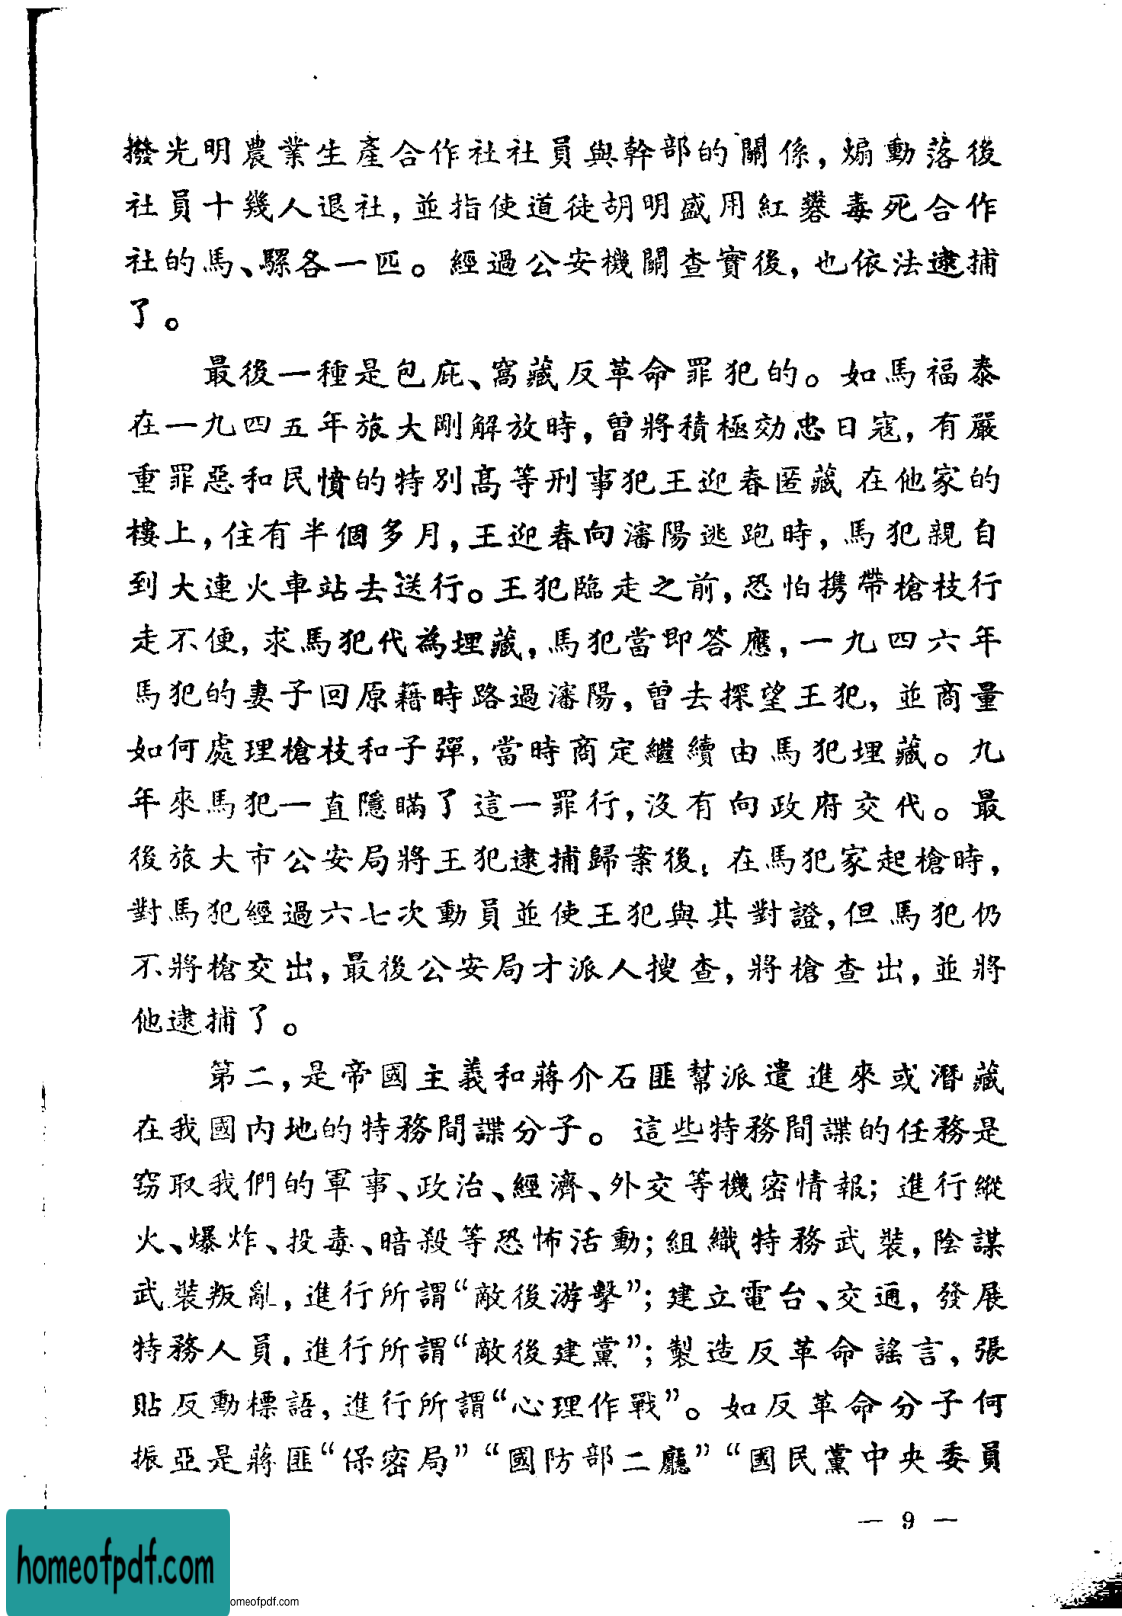 撥光明農業生產合作社社員與幹部的關係，煽動落後
社員十幾人退社，並指使道徒胡明盛用紅礬毒死合作
社的馬、騾各一匹。經過公安機關查實後，也依法逮捕
了。
最後一種是包庇、窩藏反革命罪犯的。如馬福泰
在一九四五年旅大剛解放時，曾將積極効忠日寇，有嚴
重罪惡和民憤的特別高等刑事犯王迎春匿藏在他家的
樓上，住有半個多月，王迎春向瀋陽逃跑時，馬犯親自
到大連火車站去送行。王犯臨走之前，恐怕携帶槍枝行
走不便，求馬犯代為埋藏，馬犯當即答應，一九四六年
馬犯的妻子回原籍時路過瀋陽，曾去探望王犯，並商量
如何處理槍枝和子彈，當時商定繼續由馬犯埋藏。九
年來馬犯一直隱瞞了這一罪行，沒有向政府交代。最
後旅大市公安局將王犯逮捕歸案後，在馬犯家起槍時，
對馬犯經過六七次動員並使王犯與其對證，但馬犯仍
不將槍交出，最後公安局才派人搜查，將槍查出，並將
他逮捕了。
第二，是帝國主義和蔣介石匪幫派遣進來或潛藏
在我國內地的特務間諜分子。這些特務間諜的任務是
窃取我們的軍事、政治、經濟、外交等機密情報；進行縱
火、爆炸、投毒、暗殺等恐怖活動；組織特務武裝，陰謀
武裝叛亂，進行所謂“敵後游擊”；建立電台、交通，發展
特務人員，進行所謂“敵後建黨”；製造反革命謠言，張
貼反動標語，進行所謂“心理作戰”。如反革命分子何
振亞是蔣匪“保密局”“國防部二廳”“國民黨中央委員
— 9 —
homeofpdf.com
omeofpdf.com